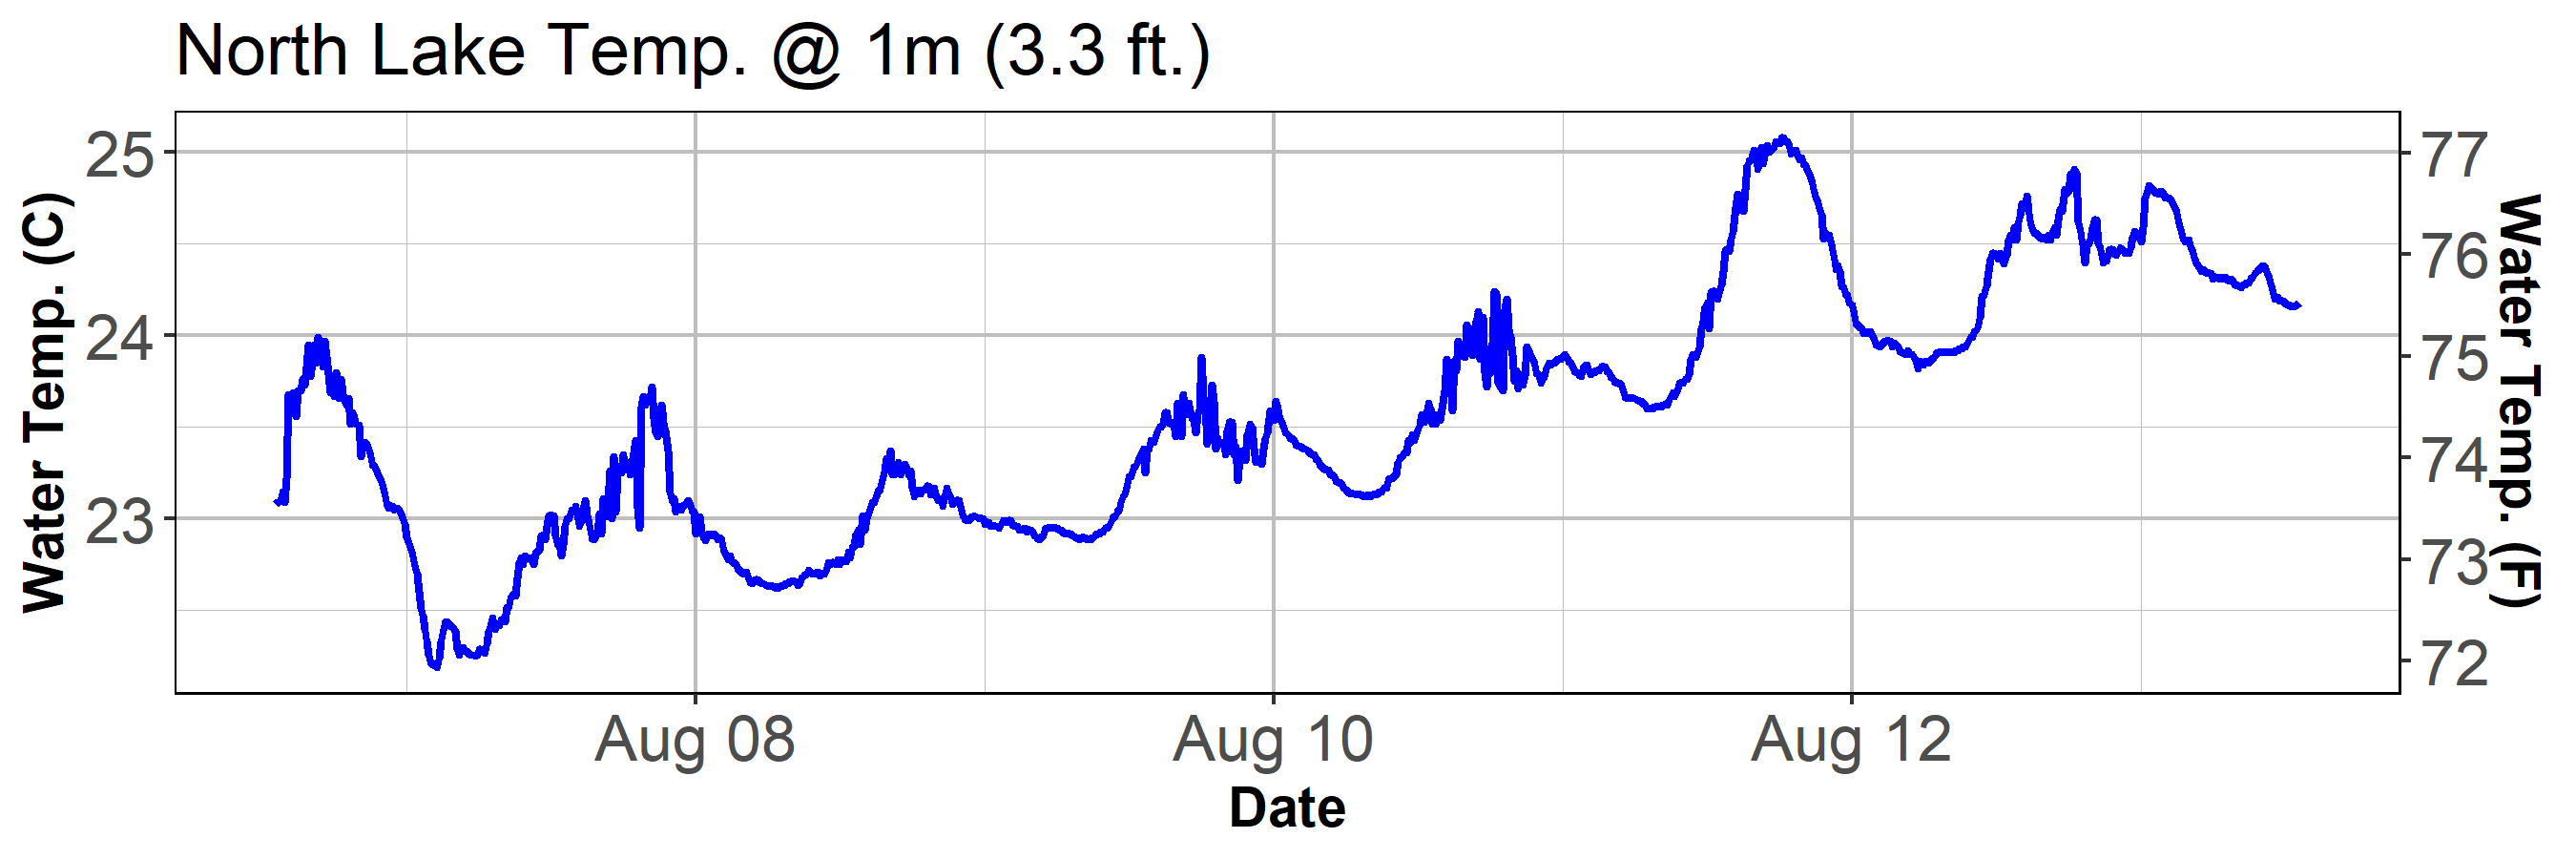 North Lake Temp. @ 1m (3.3 ft.)
Water Temp. (C)
25
24
23
77
76
75
74
73
72
Water Temp. (F)
Aug 08
Aug 10
Aug 12
Date